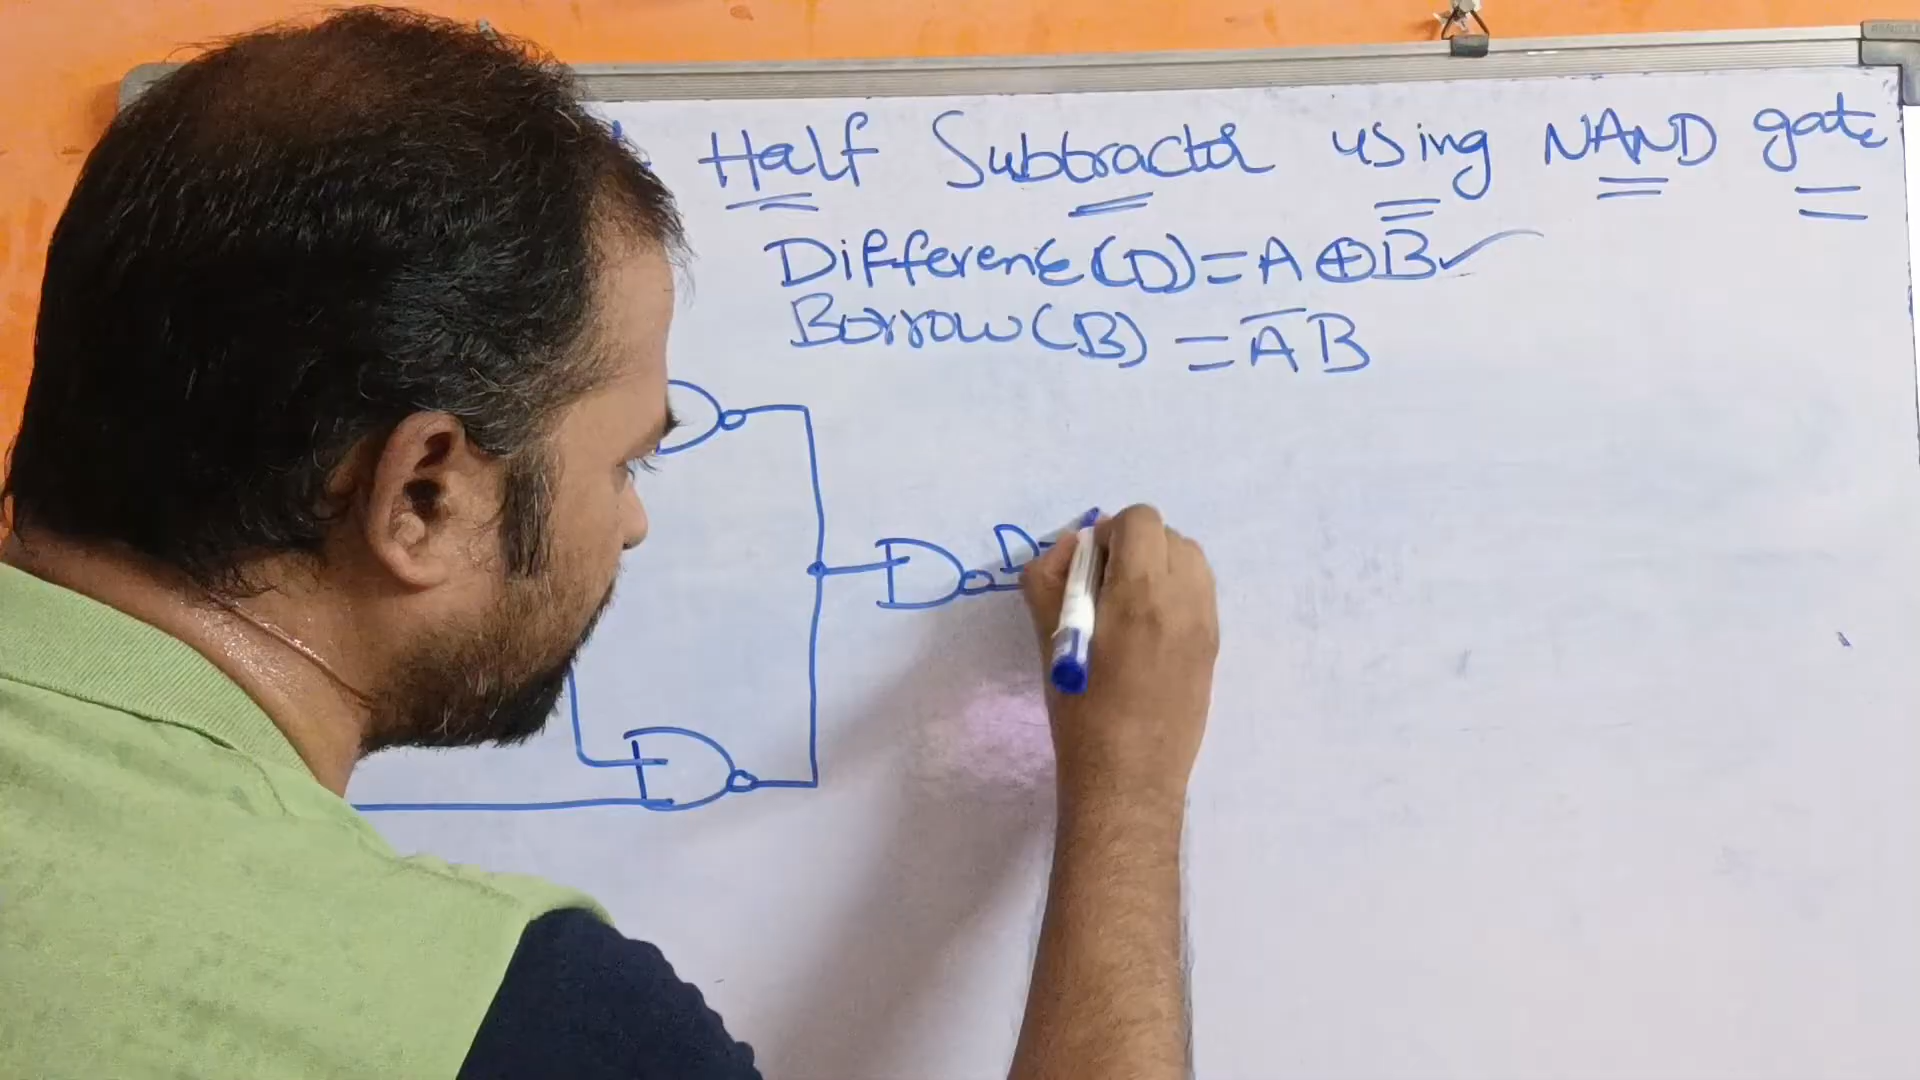 Half Subtractor using NAND gate
Difference(D)=A⊕B✓
Borrow(B) = A̅B
D